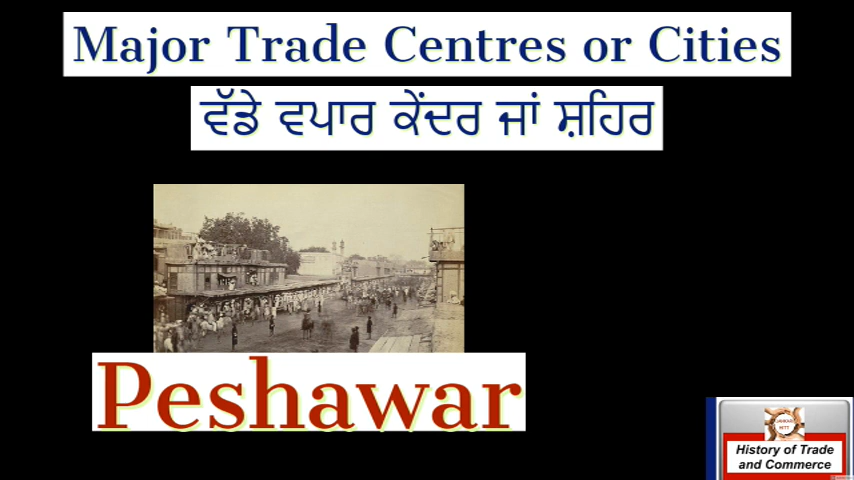 Major Trade Centres or Cities
ਵੱਡੇ ਵਪਾਰ ਕੇਂਦਰ ਜਾਂ ਸ਼ਹਿਰ
Peshawar
History of Trade
and Commerce